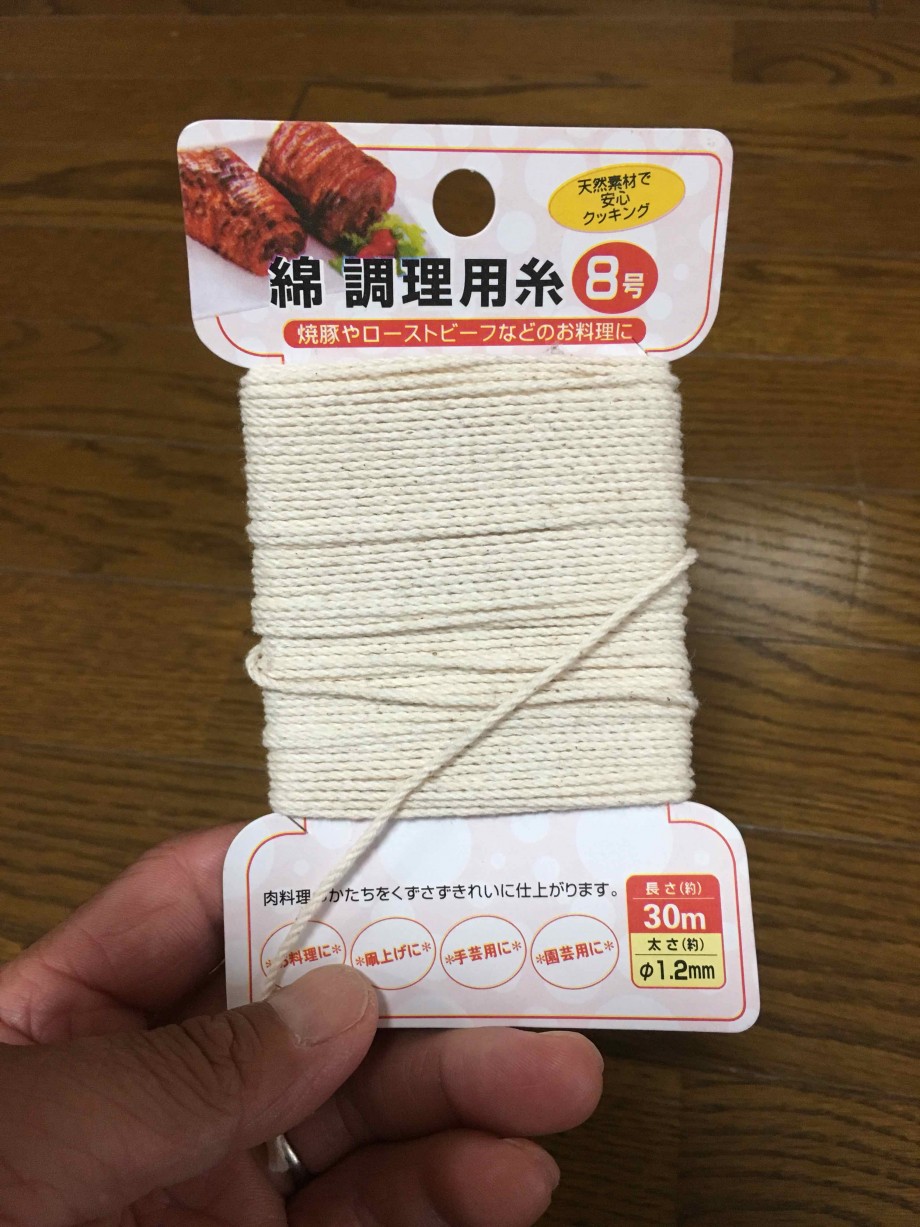 天然素材で
安心
クッキング
綿 調理用糸 8号
焼豚やローストビーフなどのお料理に
肉料理 かたちをくずさずきれいに仕上がります。
料理に*
*凧上げに*
*手芸用に*
*園芸用に*
長さ(約)
30m
太さ(約)
φ1.2mm